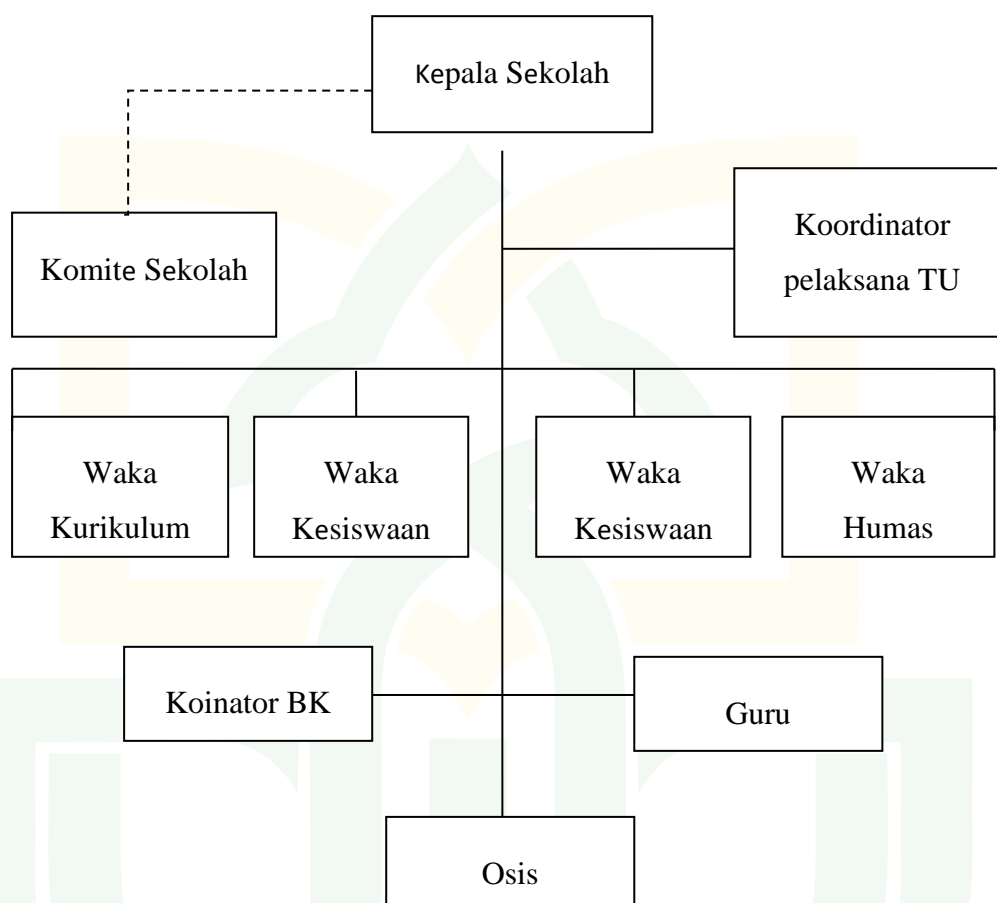 Kepala Sekolah
Komite Sekolah
Koordinator
pelaksana TU
Waka
Kurikulum
Waka
Kesiswaan
Waka
Kesiswaan
Waka
Humas
Koinator BK
Guru
Osis